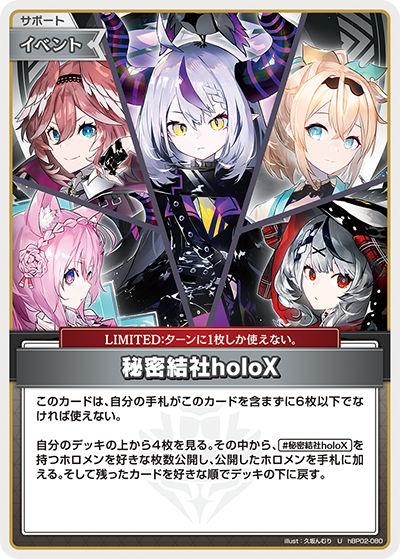 サポート
イベント
LIMITED:ターンに1枚しか使えない。
秘密結社holoX
このカードは、自分の手札がこのカードを含まずに6枚以下でな
ければ使えない。
自分のデッキの上から4枚を見る。その中から、#秘密結社holoXを
持つホロメンを好きな枚数公開し、公開したホロメンを手札に加
える。そして残ったカードを好きな順でデッキの下に戻す。
illust：久坂んむり U hBP02-080